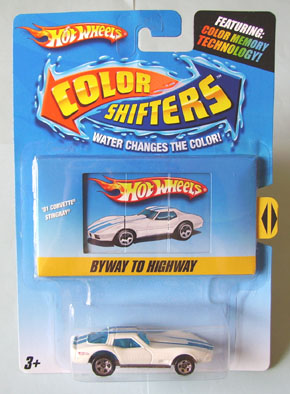 Hot Wheels
FEATURING:
COLOR MEMORY
TECHNOLOGY!
COLOR
SHIFTERS
WATER CHANGES THE COLOR!
Hot Wheels
'81 CORVETTE
STINGRAY
BYWAY TO HIGHWAY
3+